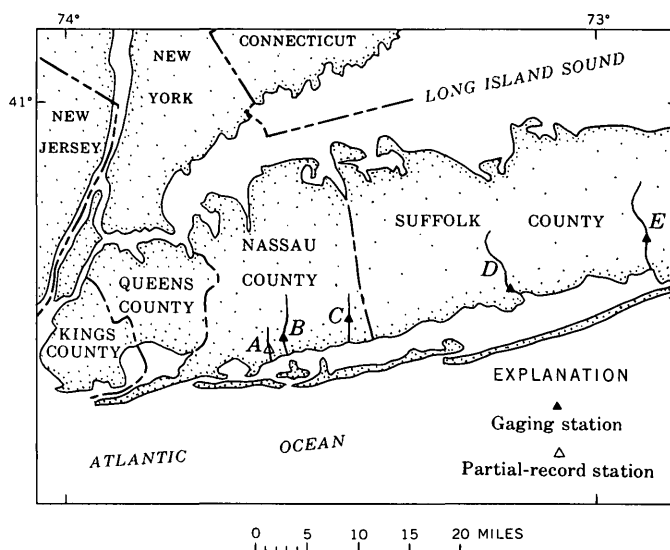 74°
73°
CONNECTICUT
NEW
YORK
LONG ISLAND SOUND
41°
NEW
JERSEY
SUFFOLK
COUNTY
E
NASSAU
COUNTY
D
QUEENS
COUNTY
C
B
A
KINGS
COUNTY
EXPLANATION
Gaging station
Partial-record station
ATLANTIC
OCEAN
0 5 10 15 20 MILES